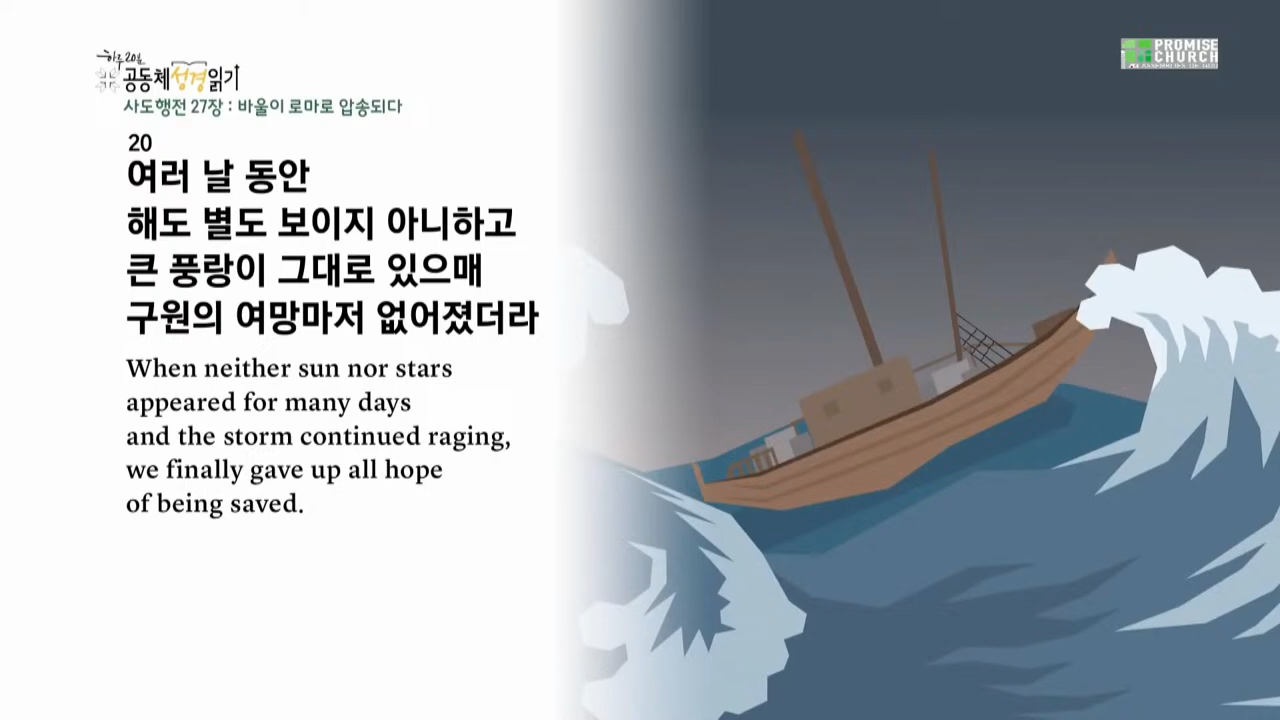 하루 20분
공동체성경읽기
사도행전 27장 : 바울이 로마로 압송되다
PROMISE
CHURCH
ASSEMBLIES OF GOD
20
여러 날 동안
해도 별도 보이지 아니하고
큰 풍랑이 그대로 있으매
구원의 여망마저 없어졌더라
When neither sun nor stars
appeared for many days
and the storm continued raging,
we finally gave up all hope
of being saved.